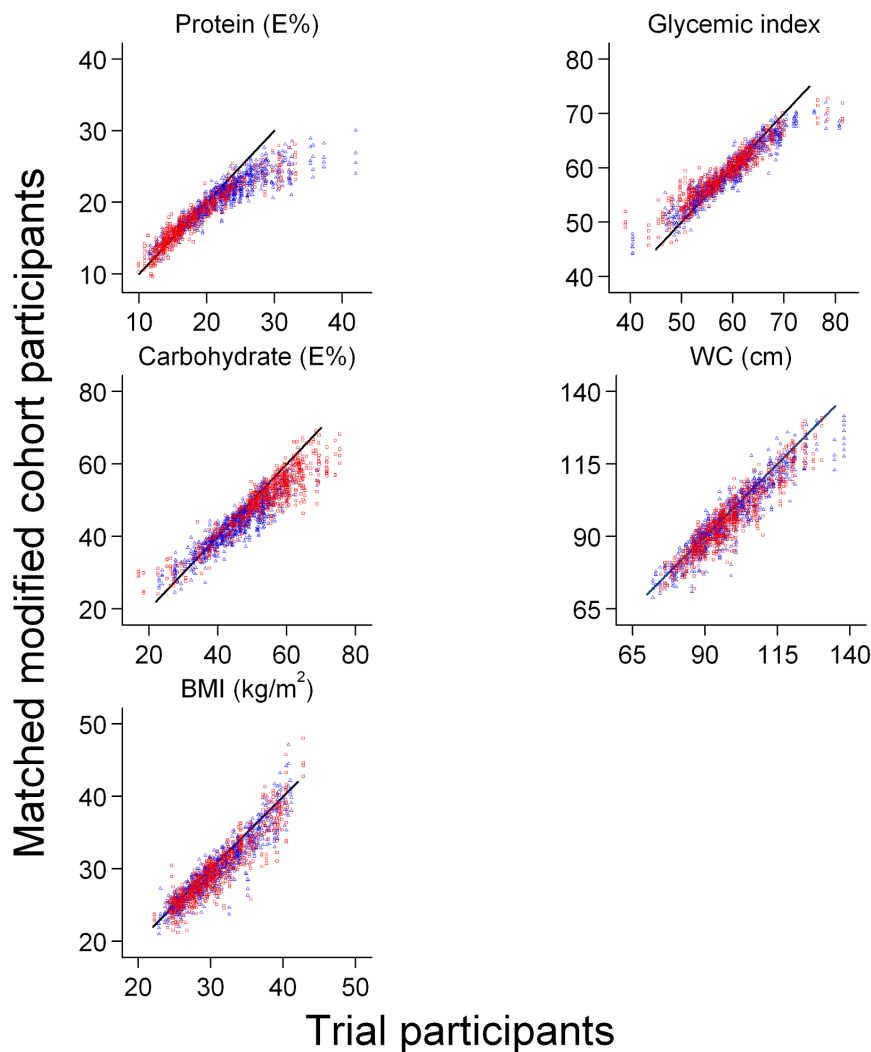 Matched modified cohort participants
Protein (E%)
40
30
20
10
10 20 30 40
Glycemic index
80
70
60
50
40
40 50 60 70 80
Carbohydrate (E%)
80
60
40
20
20 40 60 80
WC (cm)
140
115
90
65
65 90 115 140
BMI (kg/m²)
50
40
30
20
20 30 40 50
Trial participants